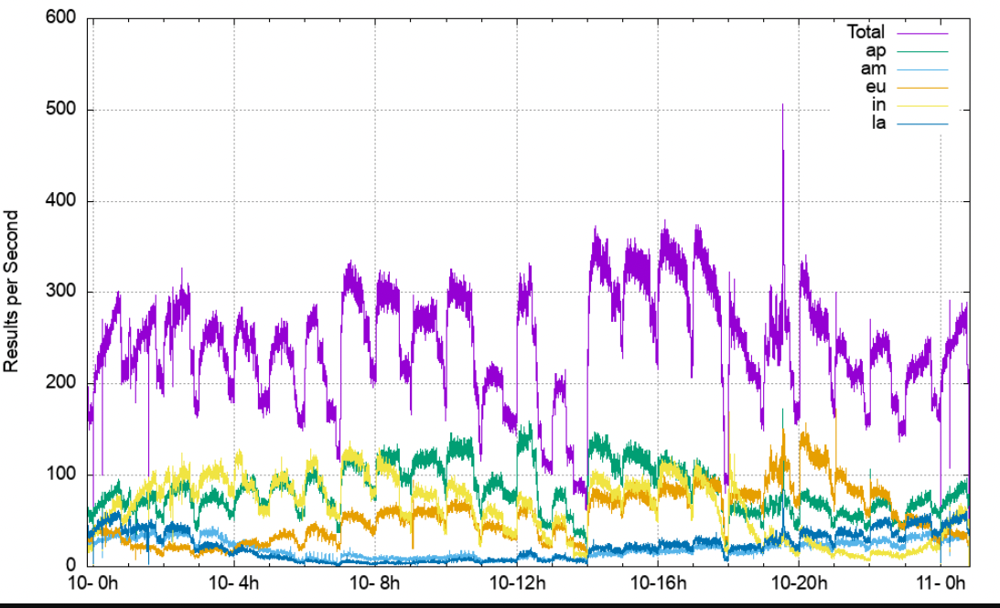 600
500
400
300
200
100
0
Results per Second
Total
ap
am
eu
in
la
10- 0h 10- 4h 10- 8h 10-12h 10-16h 10-20h 11- 0h